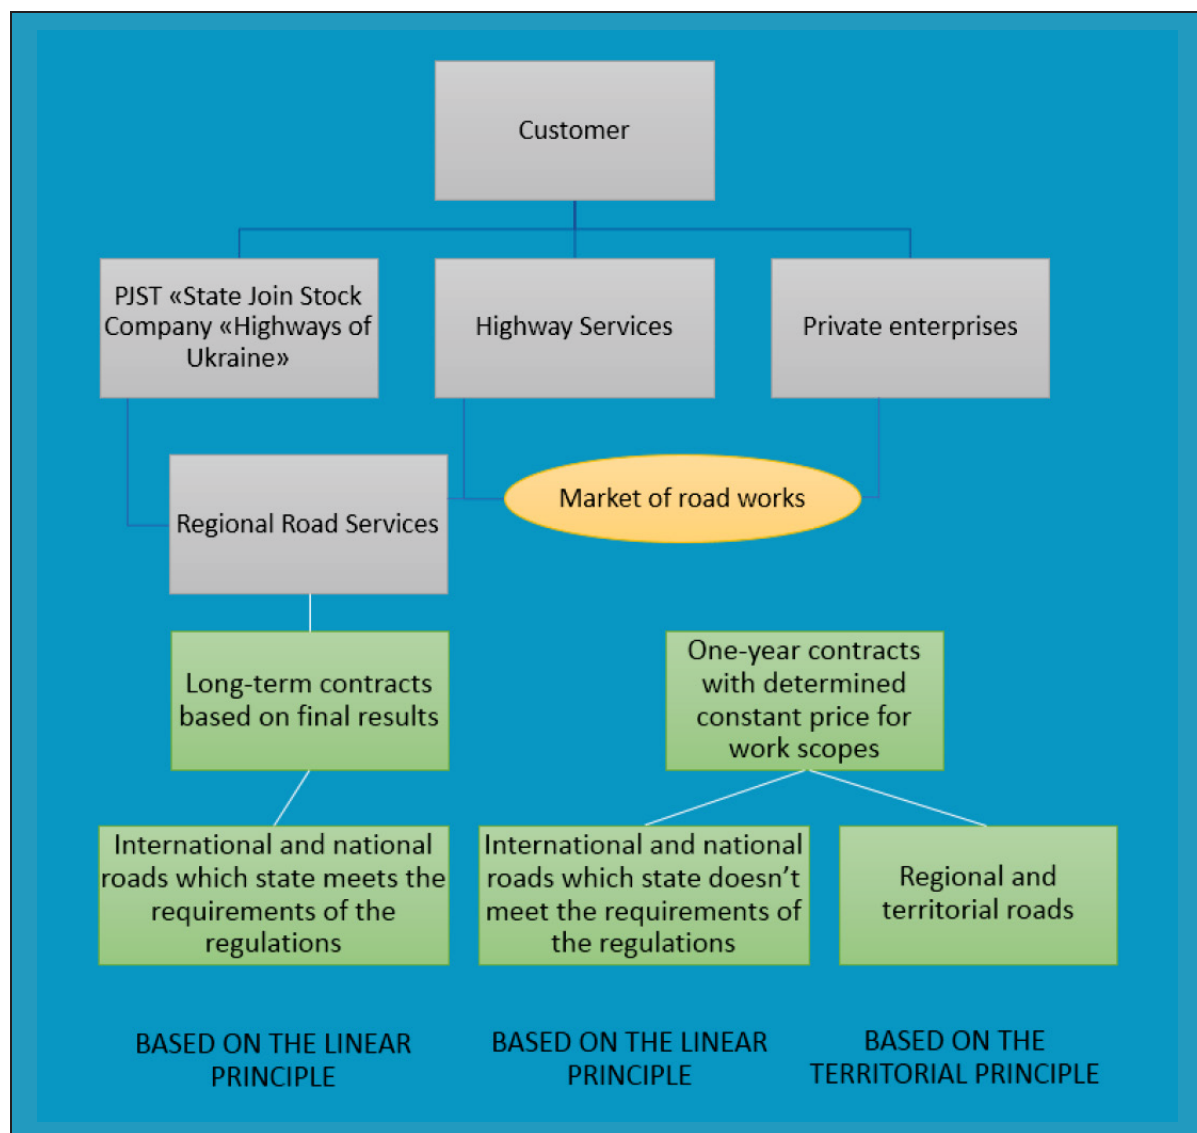 Customer
PJST «State Join Stock
Company «Highways of
Ukraine»
Highway Services
Private enterprises
Regional Road Services
Market of road works
Long-term contracts
based on final results
One-year contracts
with determined
constant price for
work scopes
International and national
roads which state meets the
requirements of the
regulations
International and national
roads which state doesn’t
meet the requirements of
the regulations
Regional and
territorial roads
BASED ON THE LINEAR
PRINCIPLE
BASED ON THE LINEAR
PRINCIPLE
BASED ON THE
TERRITORIAL PRINCIPLE